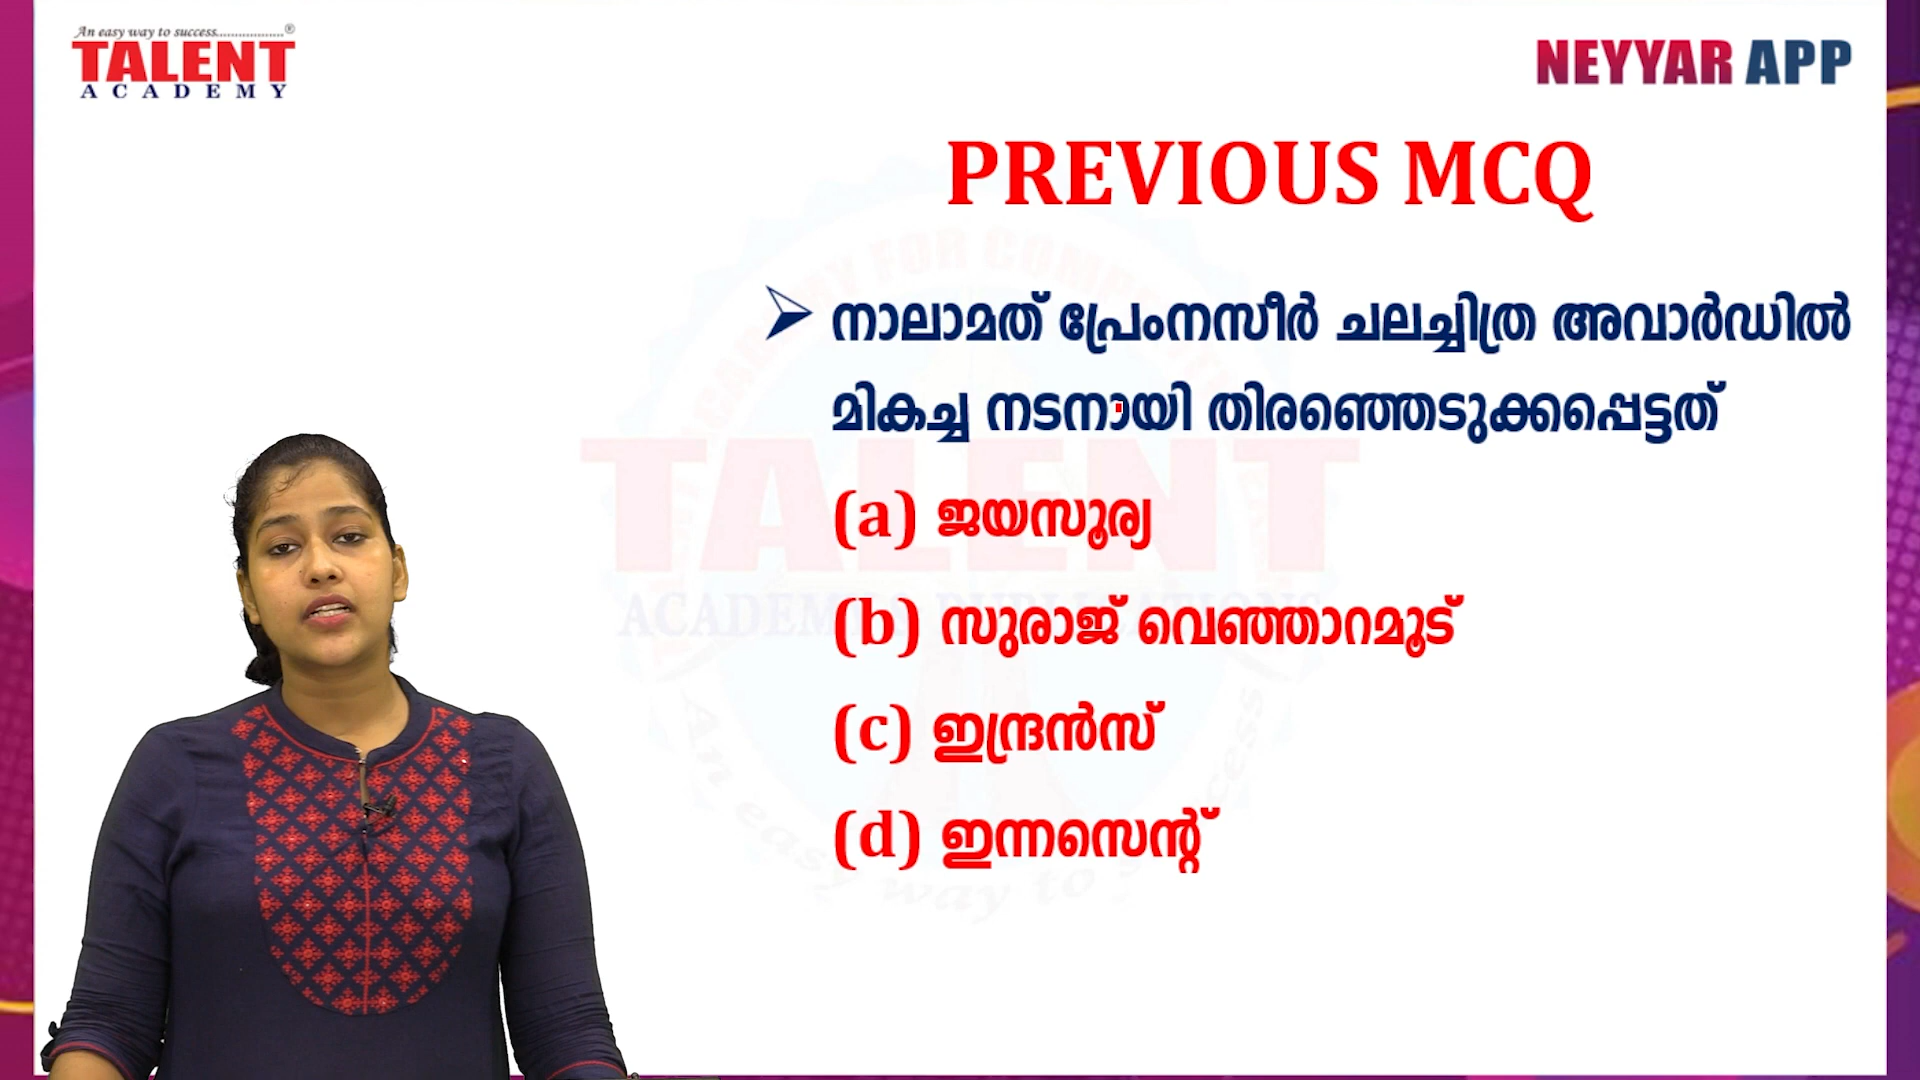 An easy way to success.................®
TALENT
ACADEMY
NEYYAR APP
PREVIOUS MCQ
നാലാമത് പ്രേംനസീർ ചലച്ചിത്ര അവാർഡിൽ
മികച്ച നടനായി തിരഞ്ഞെടുക്കപ്പെട്ടത്
(a) ജയസൂര്യ
(b) സുരാജ് വെഞ്ഞാറമൂട്
(c) ഇന്ദ്രൻസ്
(d) ഇന്നസെന്റ്